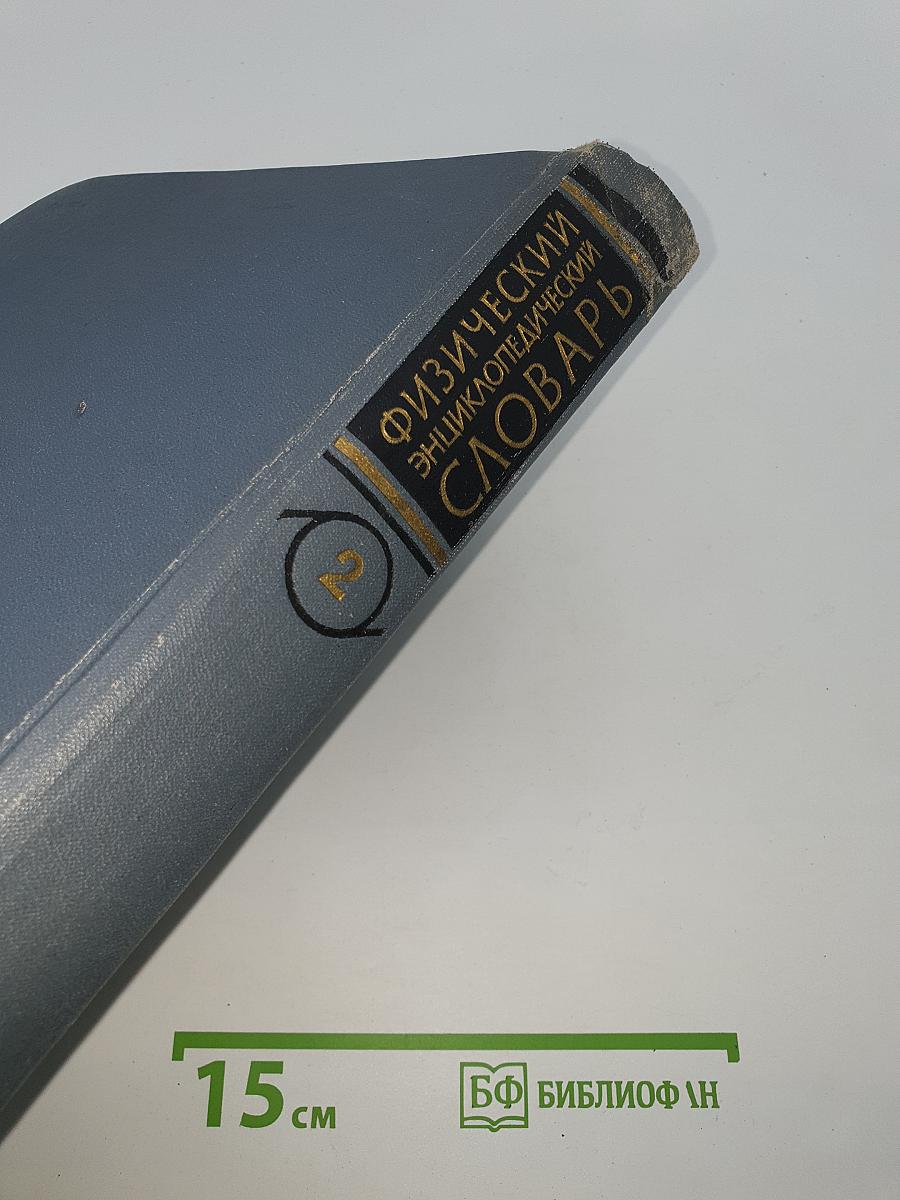 ФИЗИЧЕСКИЙ
ЭНЦИКЛОПЕДИЧЕСКИЙ
СЛОВАРЬ
2
15 см
БФ БИБЛИОФ\Н